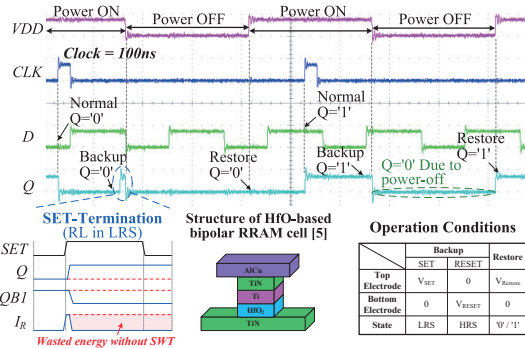 Power ON Power OFF Power ON Power OFF
VDD
Clock = 100ns
CLK
Normal
Q='0'
Normal
Q='1'
D
Backup
Q='0'
Restore
Q='0'
Backup
Q='1'
Q='0' Due to
power-off
Restore
Q='1'
Q
SET-Termination
(RL in LRS)
SET
Q
QB1
IR
Wasted energy without SWT
Structure of HfO-based
bipolar RRAM cell [5]
AlCu
TiN
Ti
HfO2
TiN
Operation Conditions
Backup Restore
SET RESET
Top
Electrode VSET 0 VRestore
Bottom
Electrode 0 VRESET 0
State LRS HRS '0' / '1'